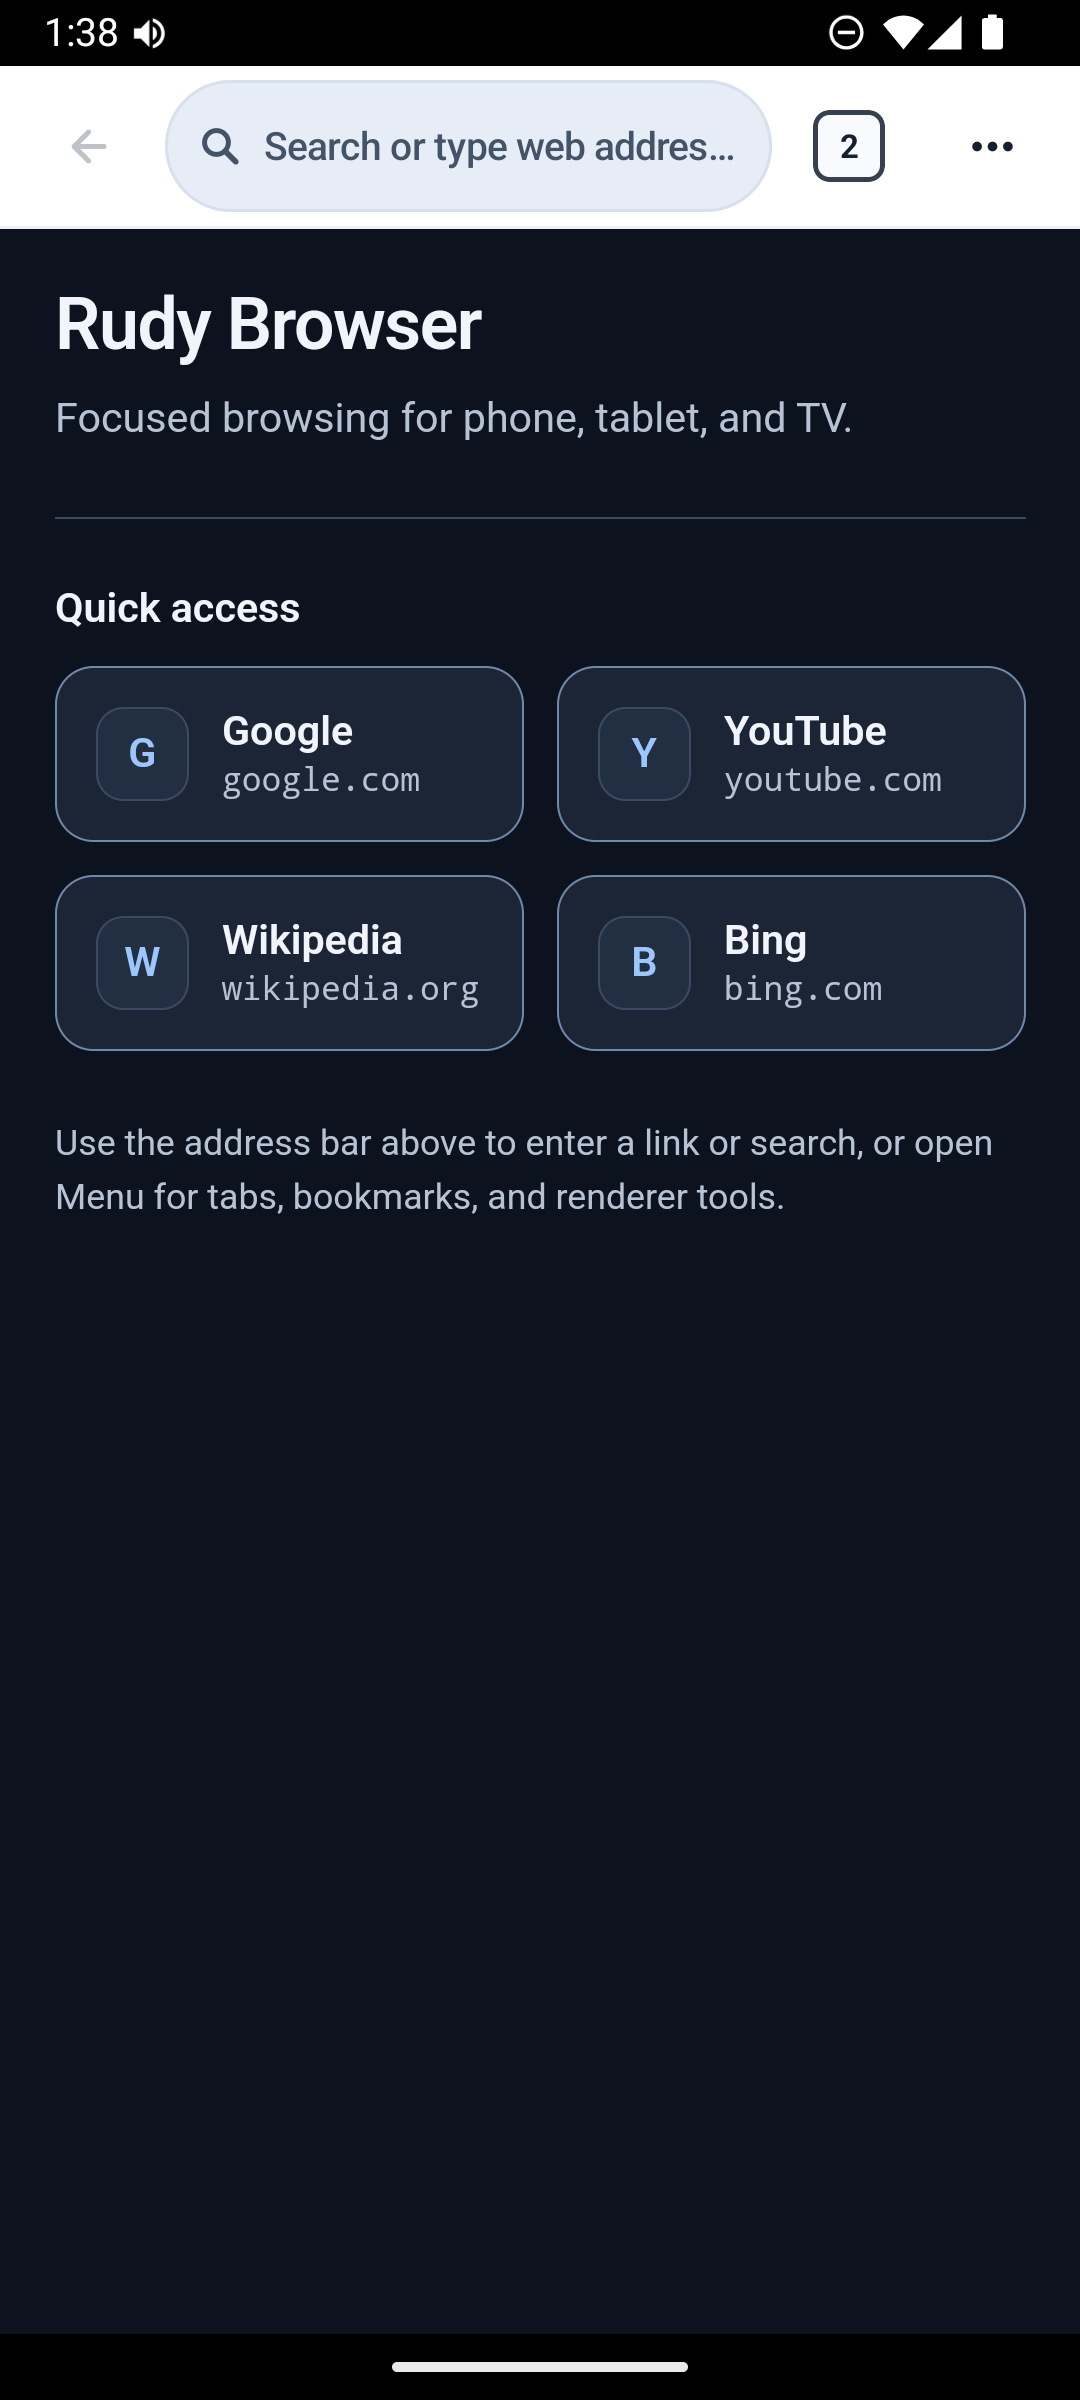 1:38
Search or type web addres...
2
Rudy Browser
Focused browsing for phone, tablet, and TV.
Quick access
G
Google
google.com
Y
YouTube
youtube.com
W
Wikipedia
wikipedia.org
B
Bing
bing.com
Use the address bar above to enter a link or search, or open
Menu for tabs, bookmarks, and renderer tools.